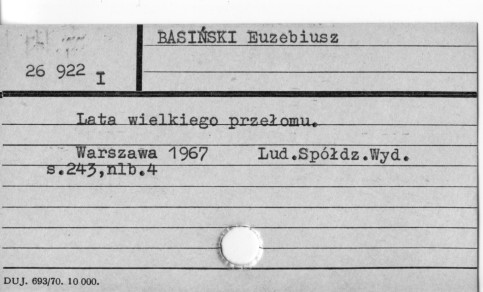 BASIŃSKI Euzebiusz
26 922 I
Lata wielkiego przełomu.
Warszawa 1967 Lud.Spółdz.Wyd.
s.243,nlb.4
DUJ. 693/70. 10 000.